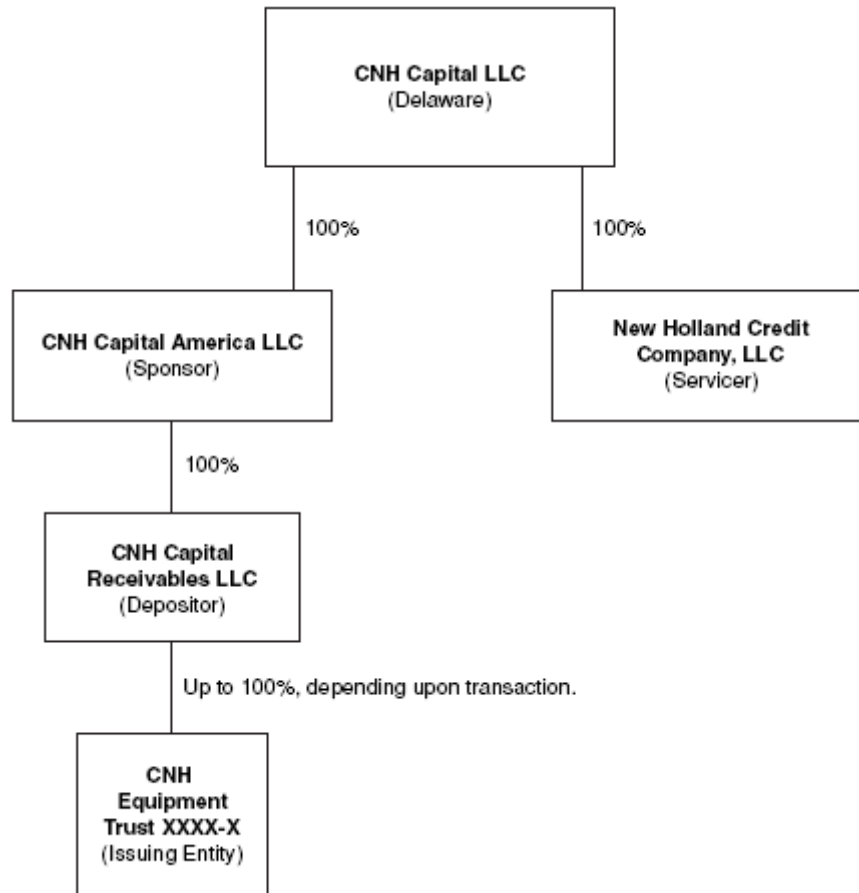 CNH Capital LLC
(Delaware)
100%
100%
CNH Capital America LLC
(Sponsor)
New Holland Credit
Company, LLC
(Servicer)
100%
CNH Capital
Receivables LLC
(Depositor)
Up to 100%, depending upon transaction.
CNH
Equipment
Trust XXXX-X
(Issuing Entity)